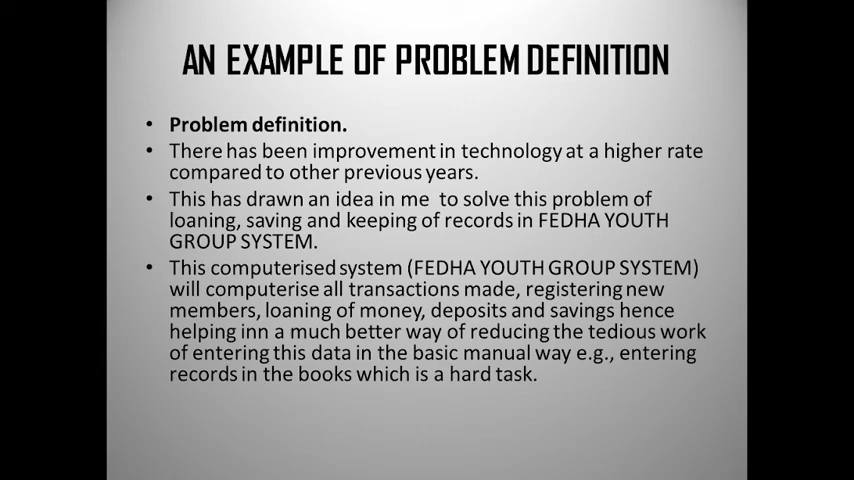 AN EXAMPLE OF PROBLEM DEFINITION
• Problem definition.
• There has been improvement in technology at a higher rate
compared to other previous years.
• This has drawn an idea in me to solve this problem of
loaning, saving and keeping of records in FEDHA YOUTH
GROUP SYSTEM.
• This computerised system (FEDHA YOUTH GROUP SYSTEM)
will computerise all transactions made, registering new
members, loaning of money, deposits and savings hence
helping inn a much better way of reducing the tedious work
of entering this data in the basic manual way e.g., entering
records in the books which is a hard task.